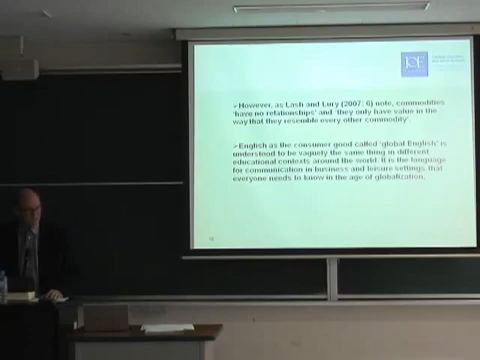 IOE
➢However, as Lash and Lury (2007: 6) note, commodities
'have no relationships' and 'they only have value in the
way that they resemble every other commodity'.
➢English as the consumer good called 'global English' is
understood to be vaguely the same thing in different
educational contexts around the world. It is the language
for communication in business and leisure settings that
everyone needs to know in the age of globalization.